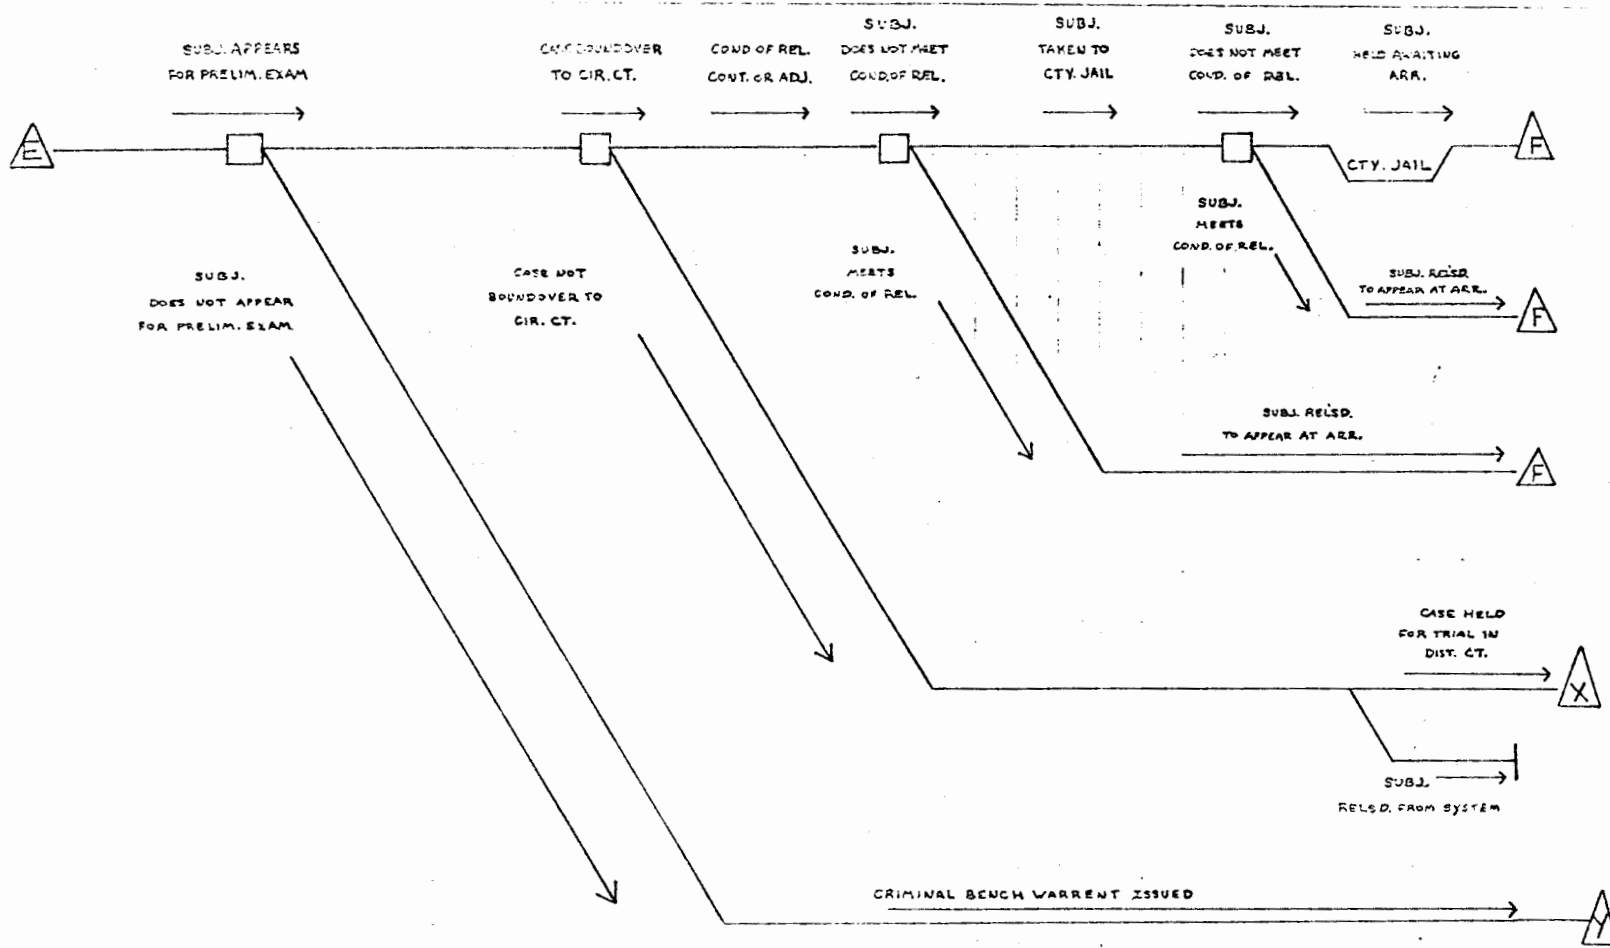 SUBJ. APPEARS
FOR PRELIM. EXAM
CASE BOUNDOVER
TO CIR. CT.
COND OF REL.
CONT. OR ADJ.
SUBJ.
DOES NOT MEET
COND. OF REL.
SUBJ.
TAKEN TO
CTY. JAIL
SUBJ.
DOES NOT MEET
COND. OF REL.
SUBJ.
HELD AWAITING
ARR.
E
CTY. JAIL
F
SUBJ.
MEETS
COND. OF REL.
SUBJ.
DOES NOT APPEAR
FOR PRELIM. EXAM
CASE NOT
BOUNDOVER TO
CIR. CT.
SUBJ.
MEETS
COND. OF REL.
SUBJ. REL'SD.
TO APPEAR AT ARR.
F
SUBJ. REL'SD.
TO APPEAR AT ARR.
F
CASE HELD
FOR TRIAL IN
DIST. CT.
X
SUBJ.
RELSD. FROM SYSTEM
CRIMINAL BENCH WARRENT ISSUED
Y